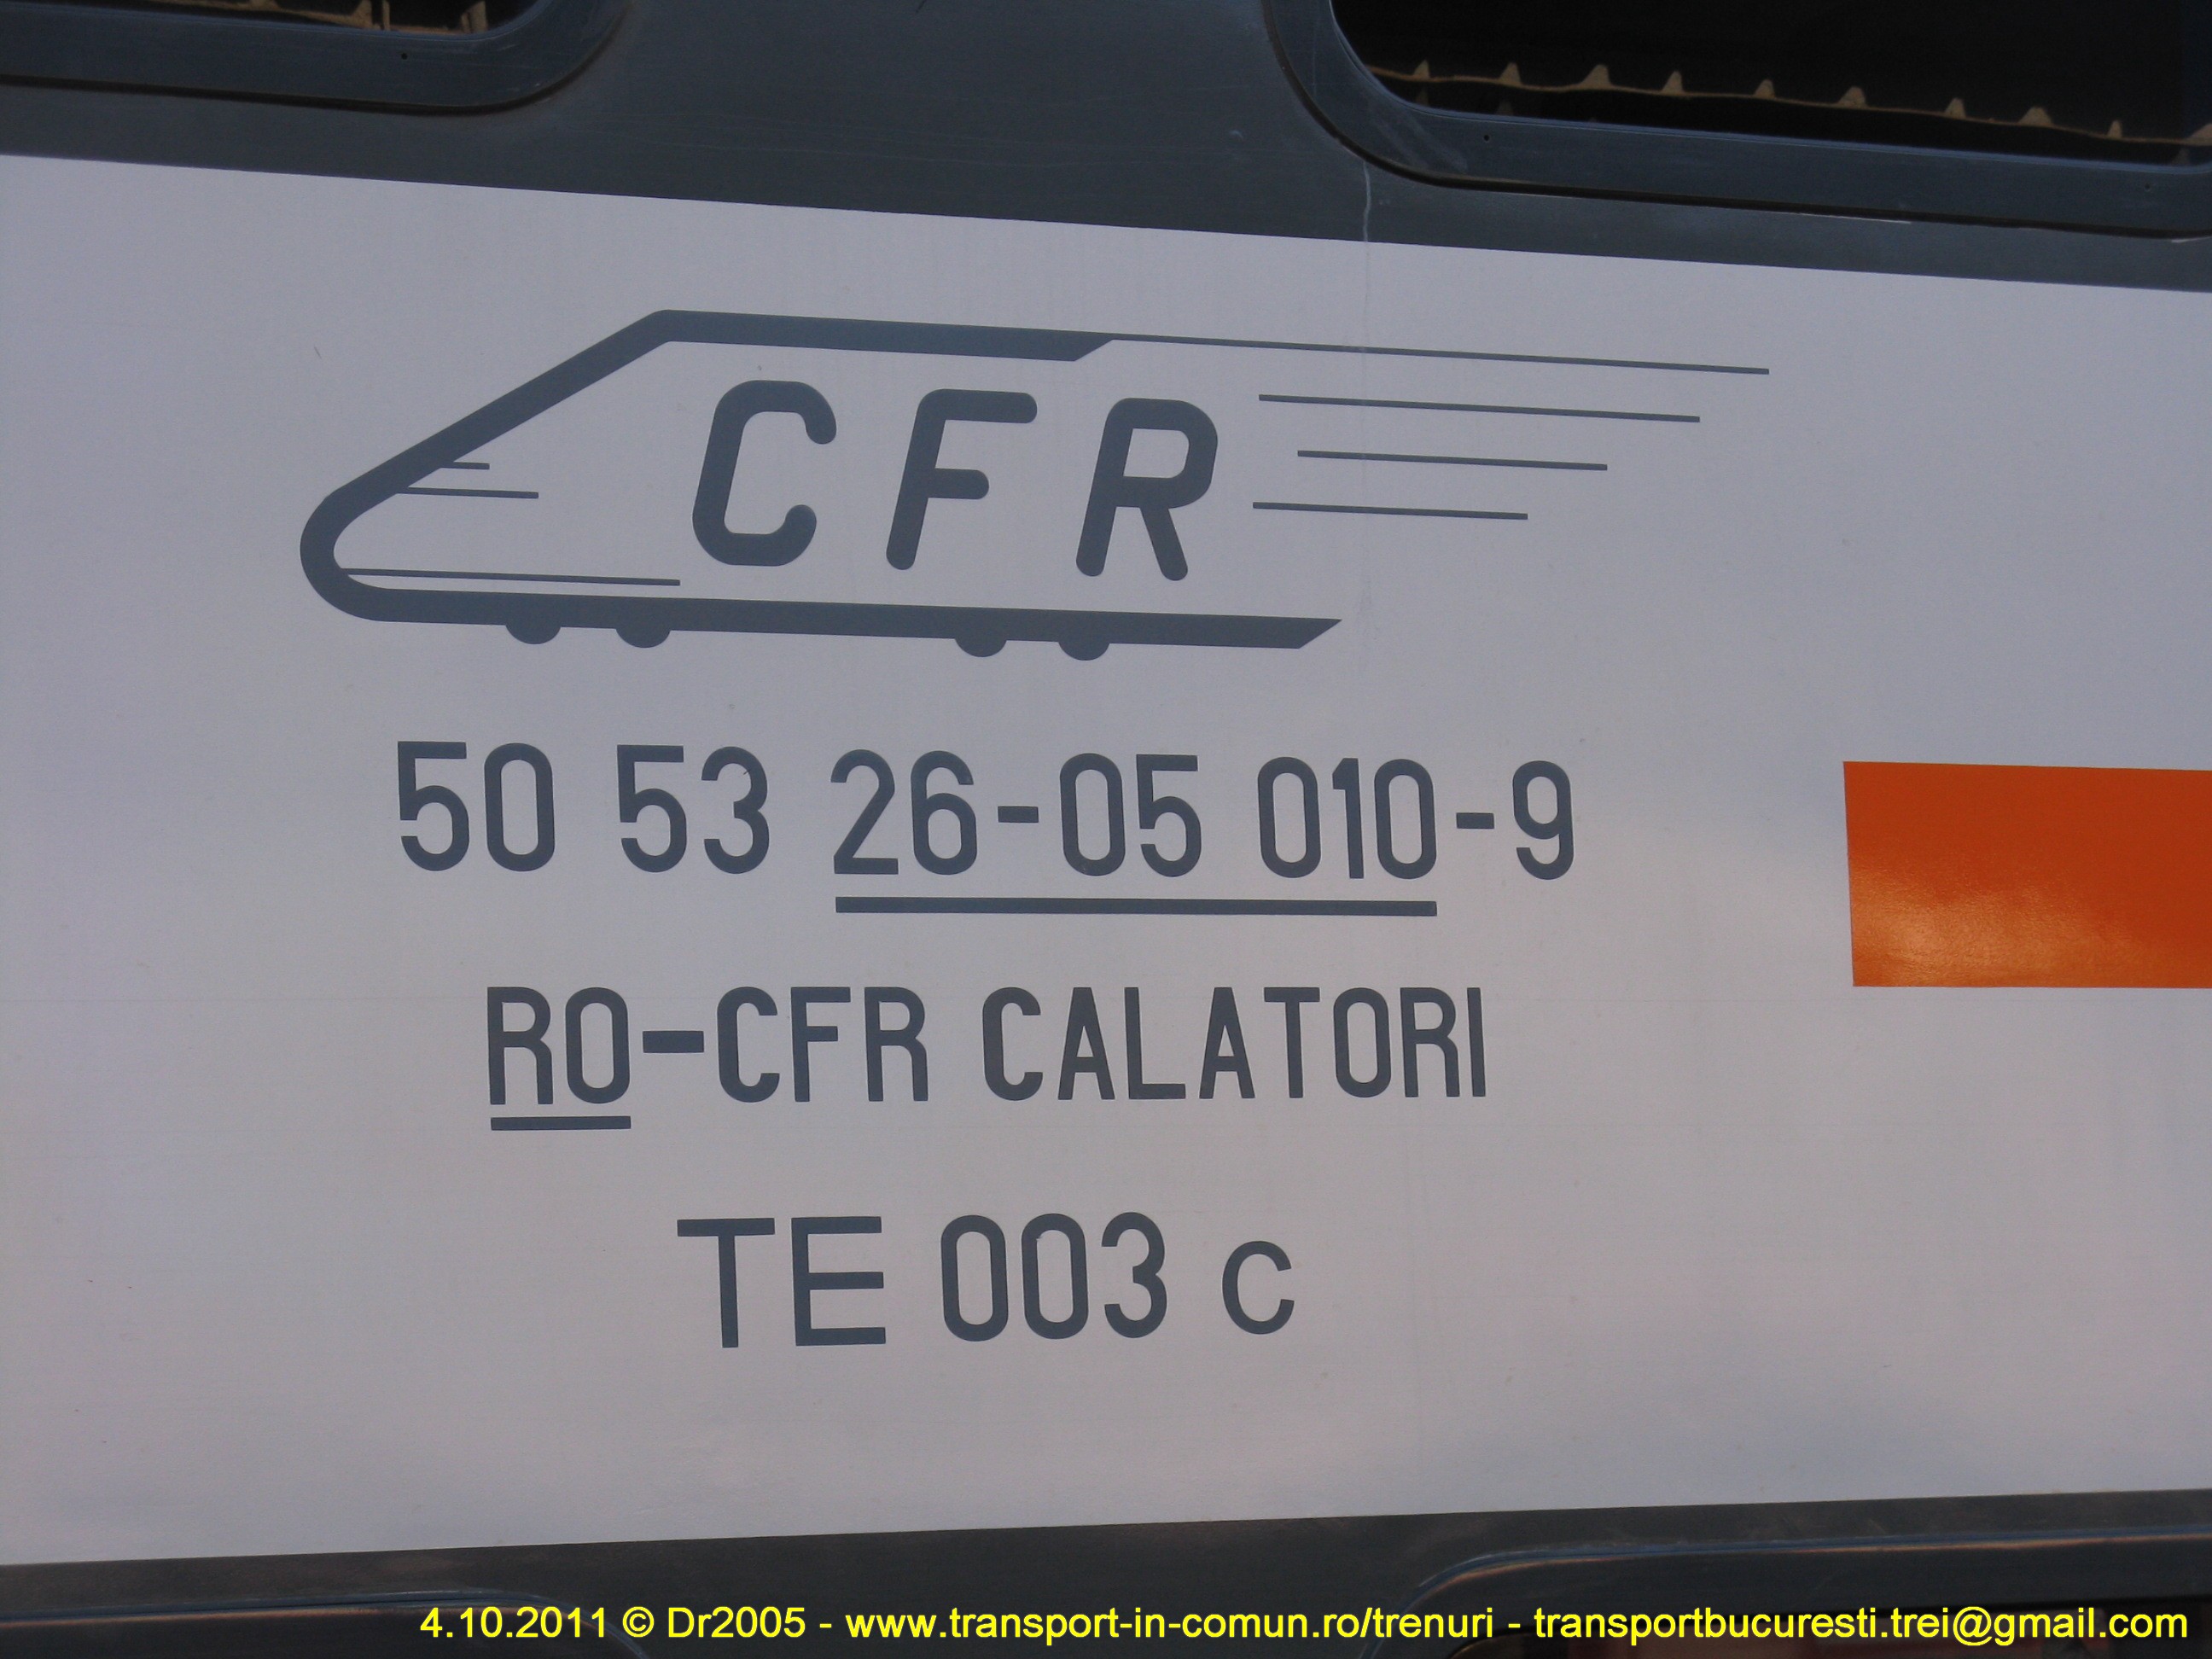 CFR
50 53 26-05 010-9
RO-CFR CALATORI
TE 003 c
4.10.2011 © Dr2005 - www.transport-in-comun.ro/trenuri - transportbucuresti.trei@gmail.com